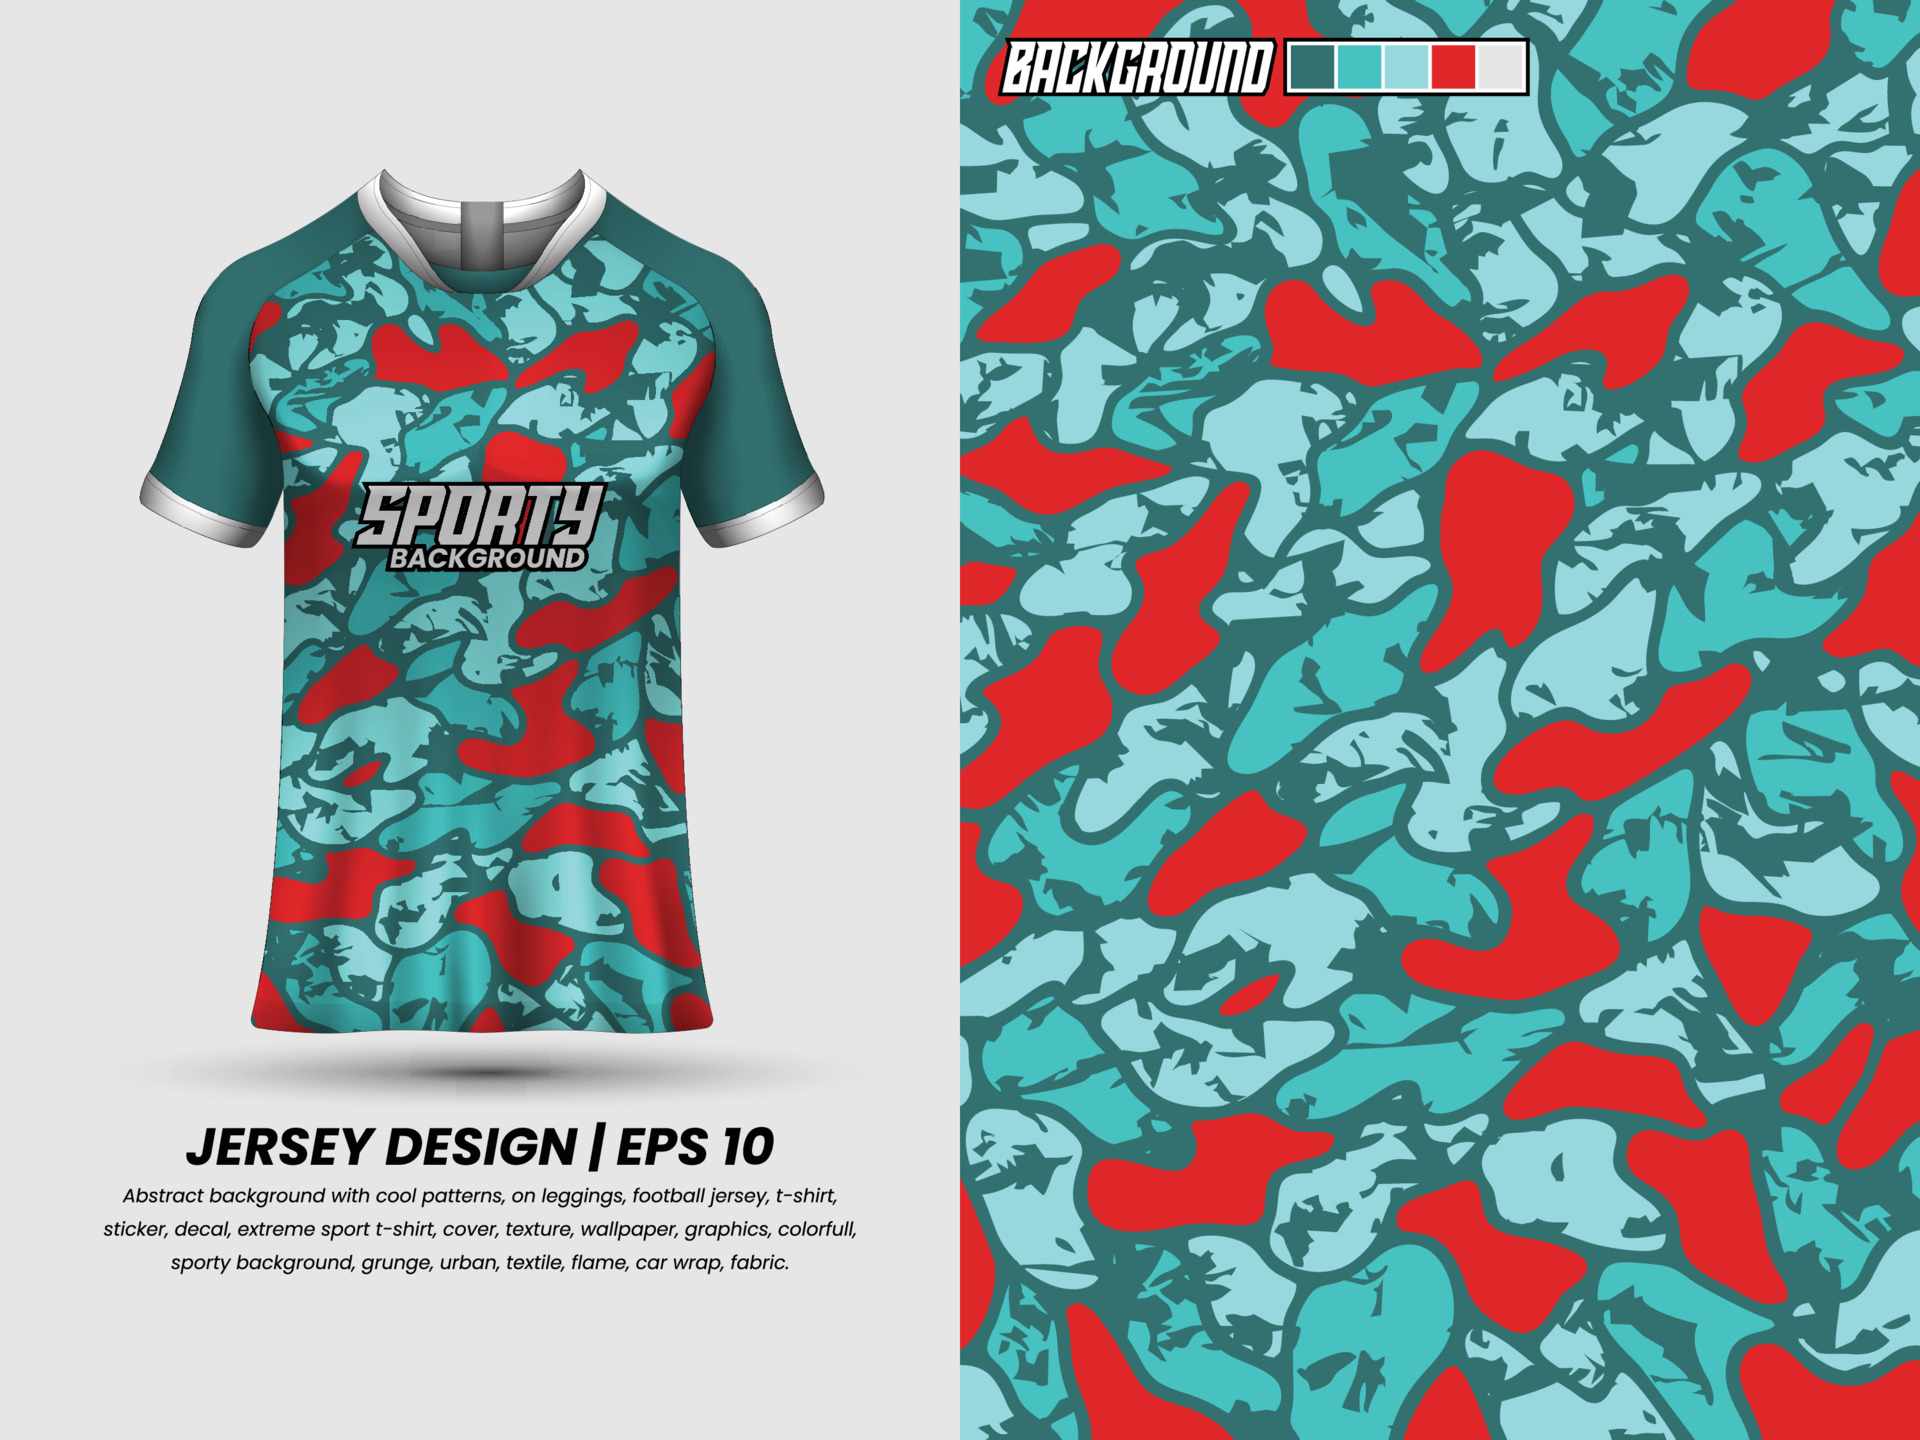 SPORTY
BACKGROUND
JERSEY DESIGN | EPS 10
Abstract background with cool patterns, on leggings, football jersey, t-shirt,
sticker, decal, extreme sport t-shirt, cover, texture, wallpaper, graphics, colorfull,
sporty background, grunge, urban, textile, flame, car wrap, fabric.
BACKGROUND